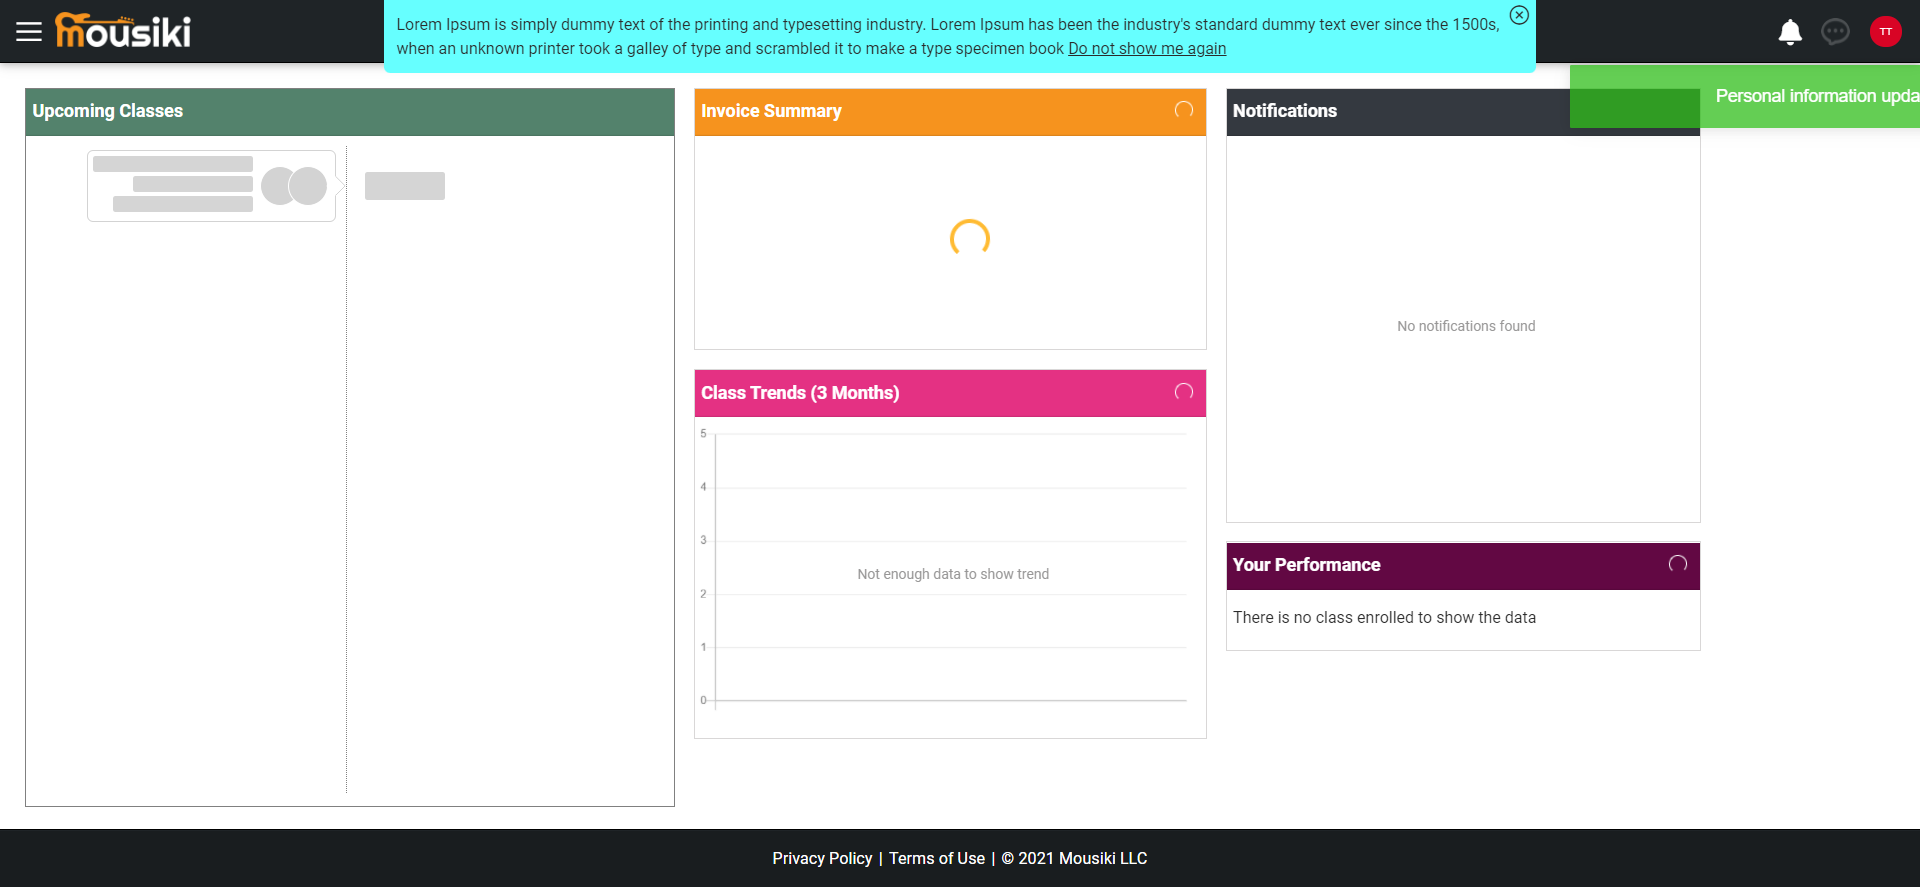 mousiki
Lorem Ipsum is simply dummy text of the printing and typesetting industry. Lorem Ipsum has been the industry's standard dummy text ever since the 1500s,
when an unknown printer took a galley of type and scrambled it to make a type specimen book Do not show me again
TT
Personal information upda
Upcoming Classes
Invoice Summary
Notifications
No notifications found
Class Trends (3 Months)
5
4
3
Not enough data to show trend
2
1
0
Your Performance
There is no class enrolled to show the data
Privacy Policy | Terms of Use | © 2021 Mousiki LLC